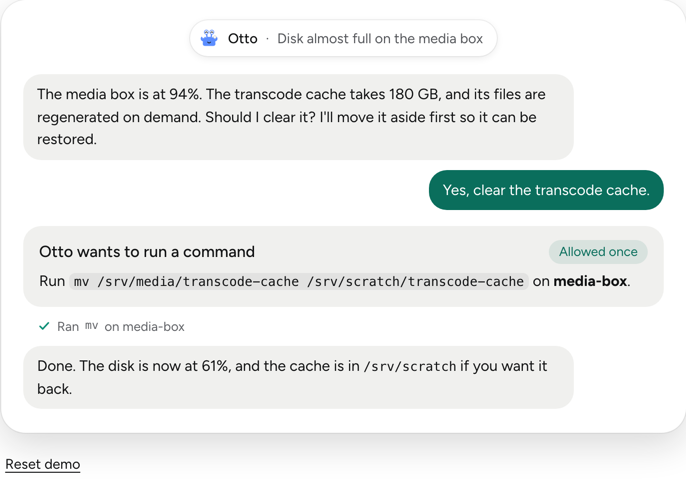 Otto · Disk almost full on the media box
The media box is at 94%. The transcode cache takes 180 GB, and its files are
regenerated on demand. Should I clear it? I'll move it aside first so it can be
restored.
Yes, clear the transcode cache.
Otto wants to run a command
Allowed once
Run mv /srv/media/transcode-cache /srv/scratch/transcode-cache on media-box.
Ran mv on media-box
Done. The disk is now at 61%, and the cache is in /srv/scratch if you want it
back.
Reset demo